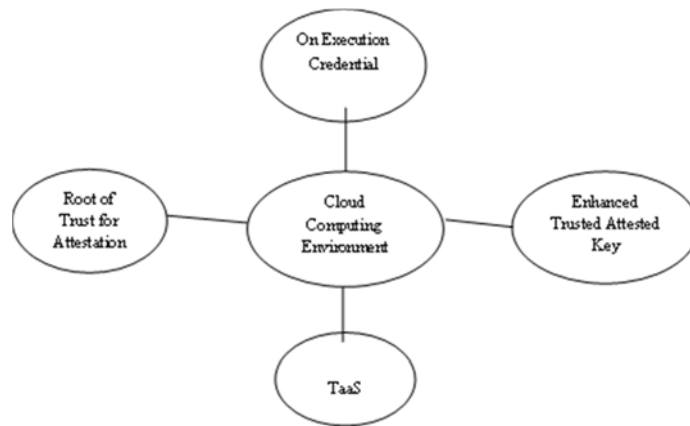 On Execution
Credential
Root of
Trust for
Attestation
Cloud
Computing
Environment
Enhanced
Trusted Attested
Key
TaaS